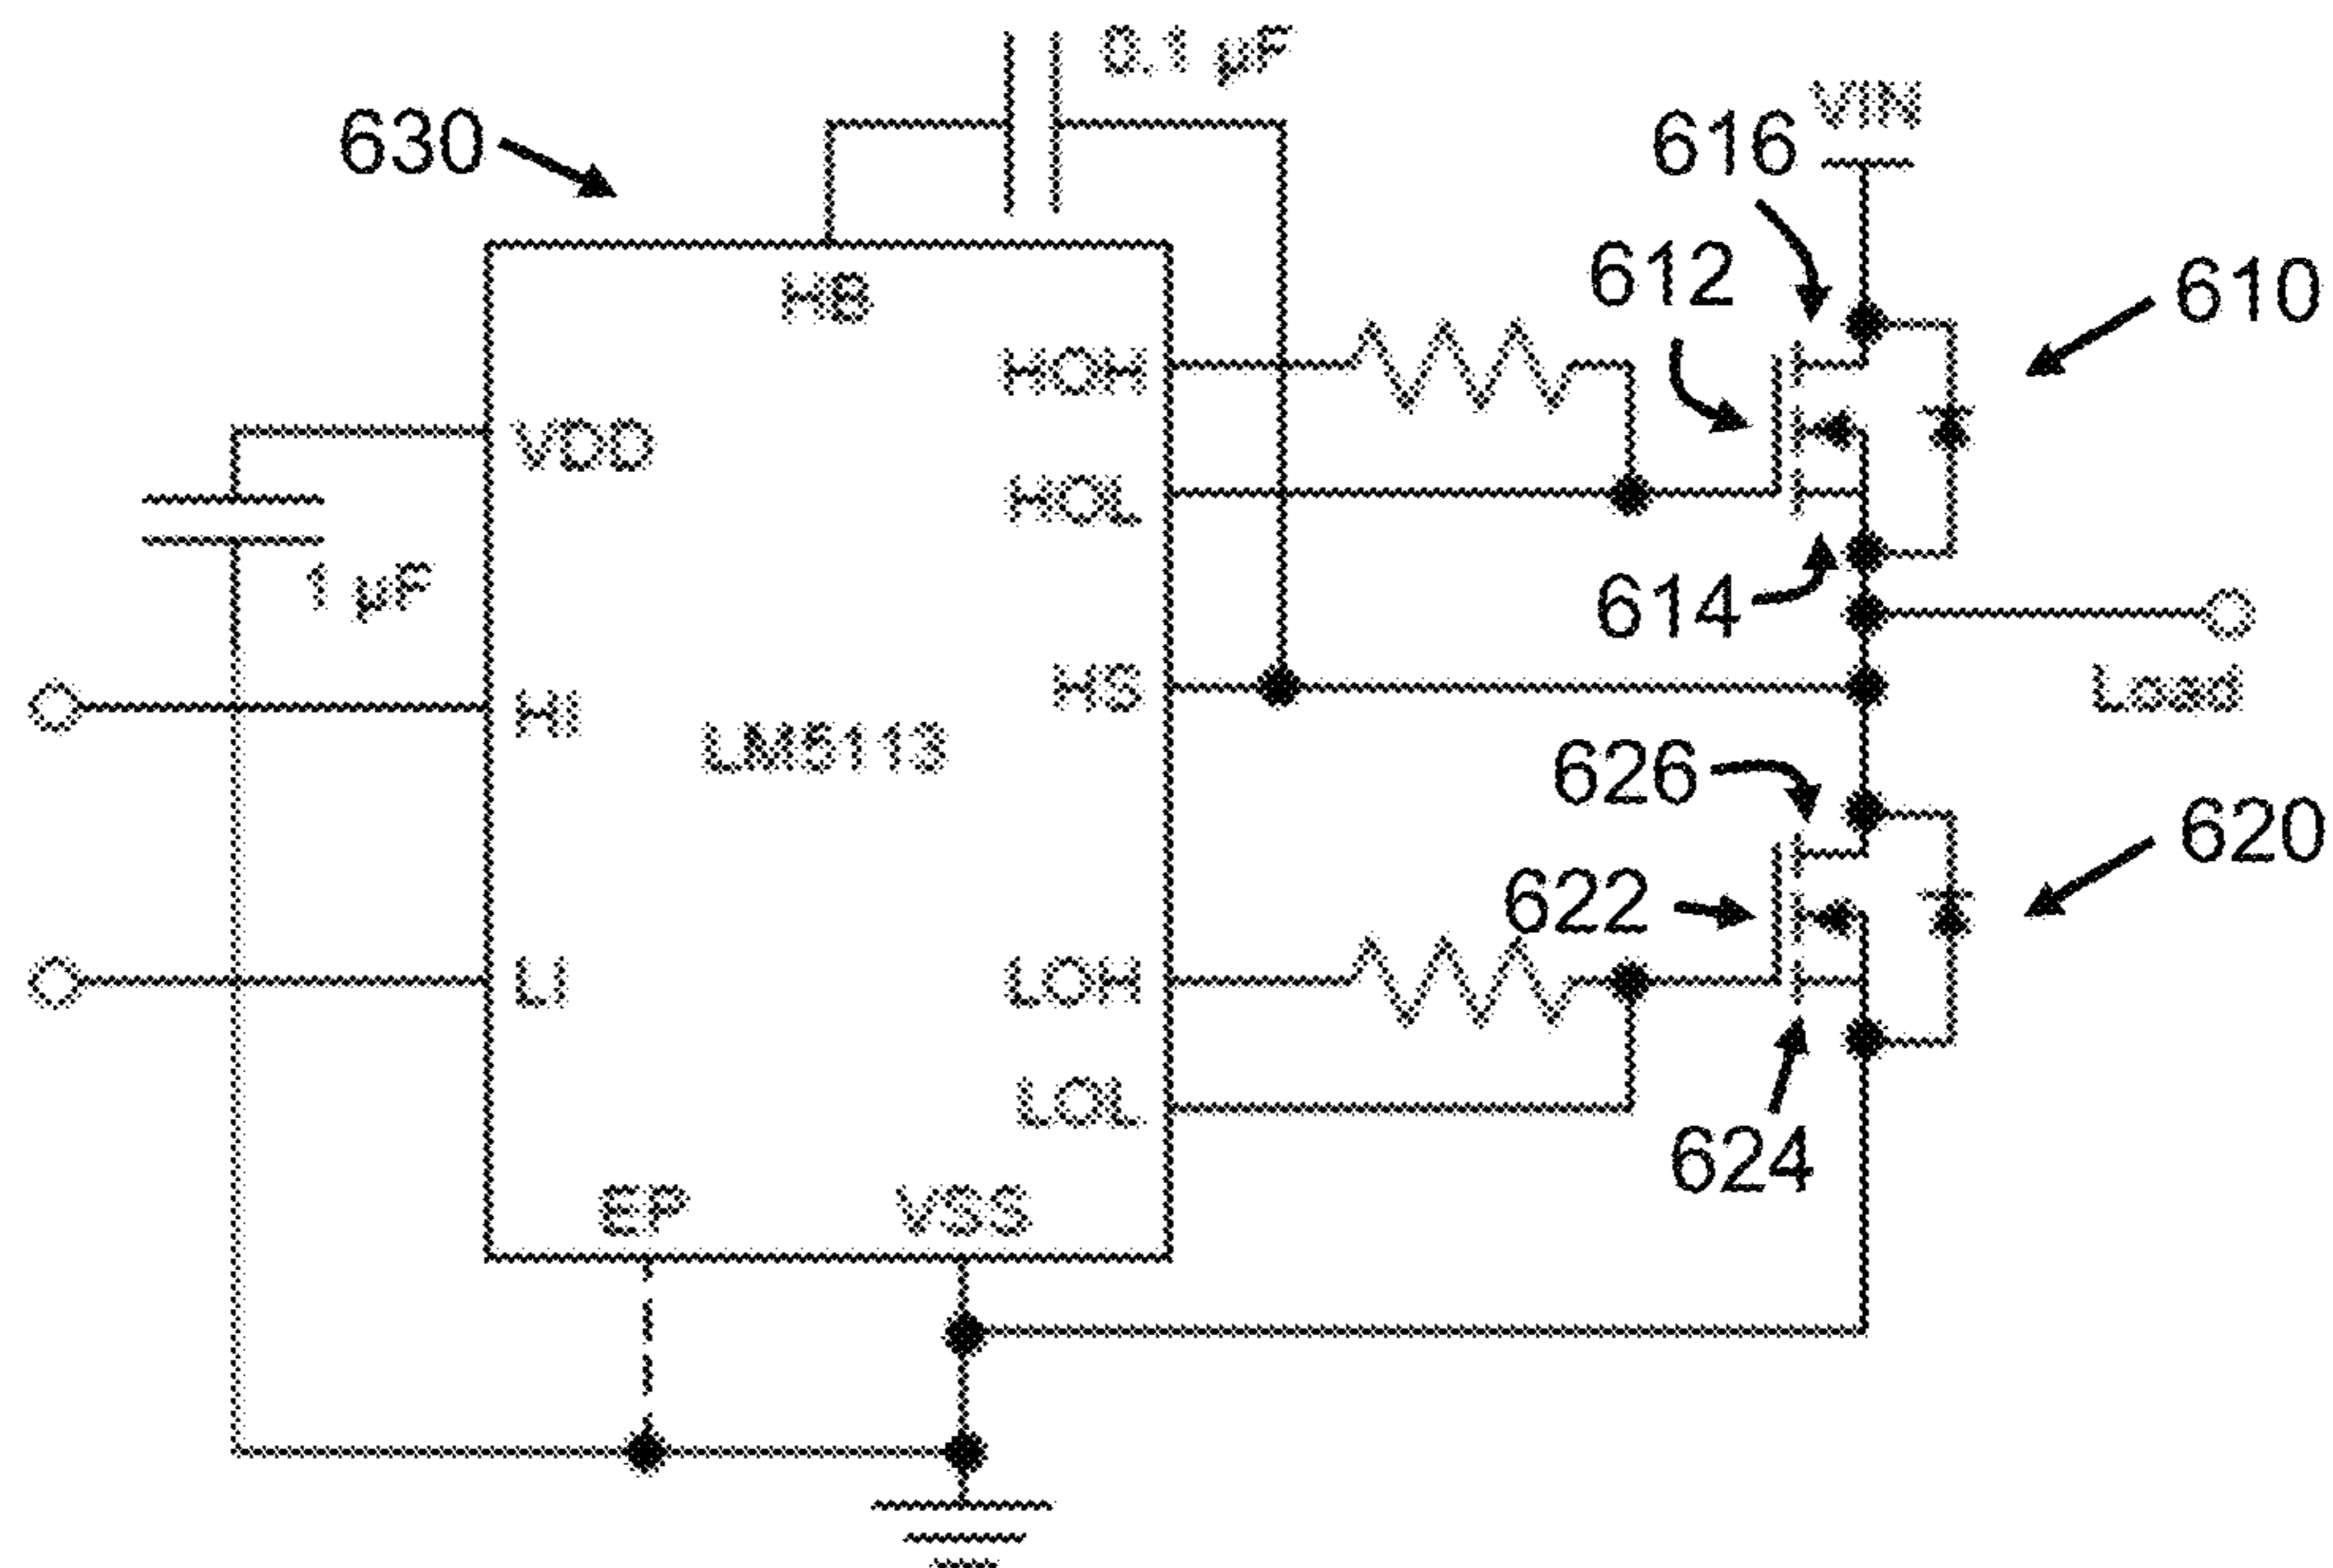 0.1 µF
VIN
630
616
612
610
HB
HOH
VDD
HOL
1 µF
614
HS
HI
LM5113
Load
626
620
622
LI
LOH
LOL
624
EP
VSS